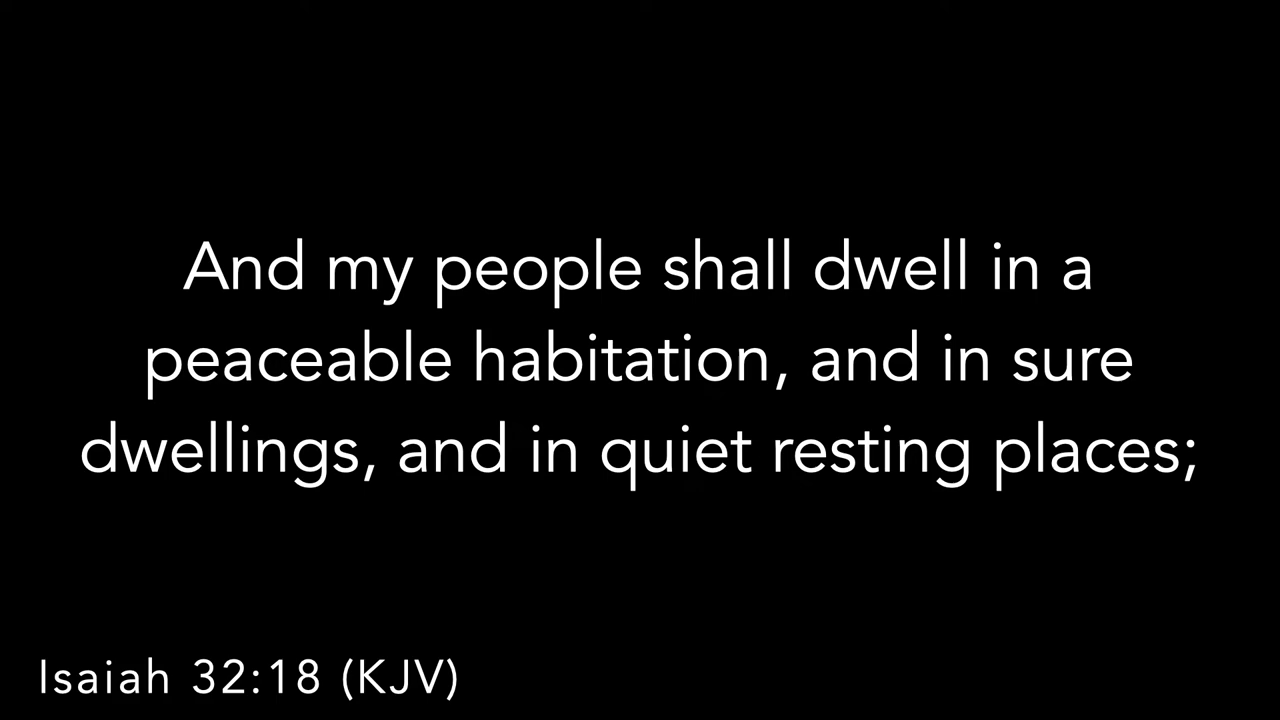 And my people shall dwell in a
peaceable habitation, and in sure
dwellings, and in quiet resting places;
Isaiah 32:18 (KJV)